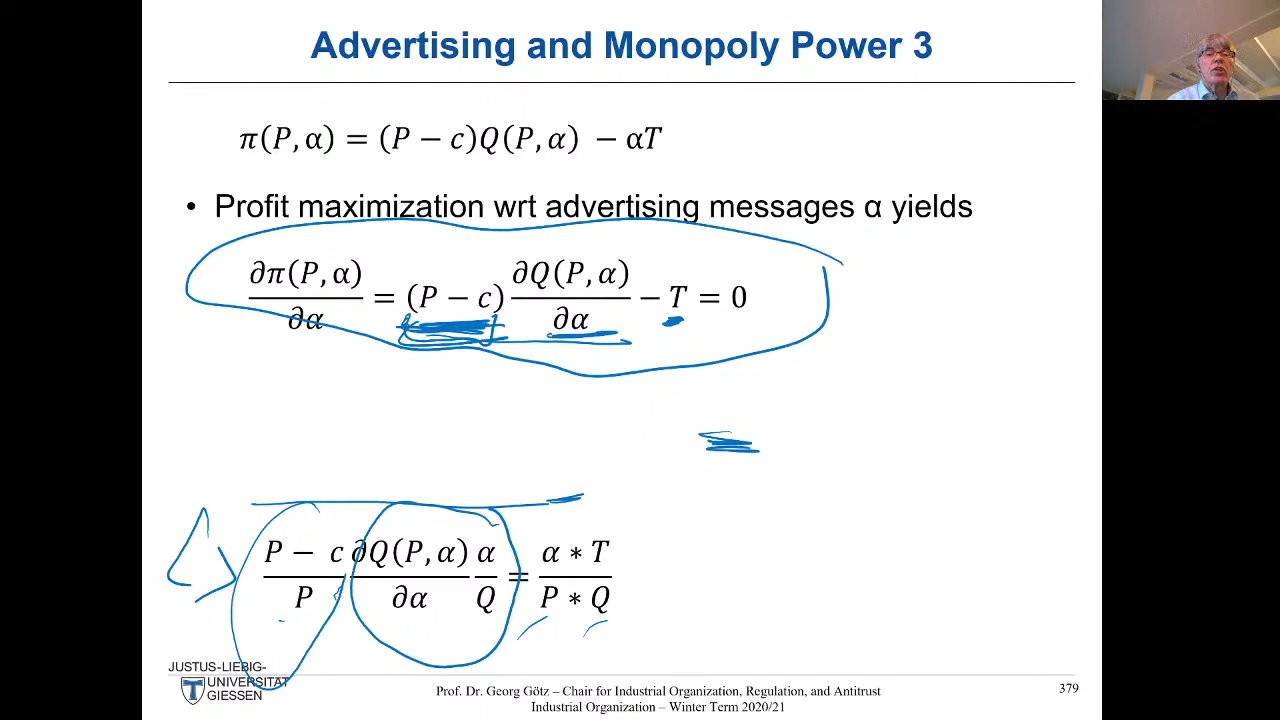 Advertising and Monopoly Power 3
π(P, α) = (P − c)Q(P, α) − αT
• Profit maximization wrt advertising messages α yields
∂π(P, α)/∂α = (P − c) ∂Q(P, α)/∂α − T = 0
(P − c)/P ∂Q(P, α)/∂α α/Q = (α ∗ T)/(P ∗ Q)
JUSTUS-LIEBIG-
UNIVERSITÄT
GIESSEN
Prof. Dr. Georg Götz – Chair for Industrial Organization, Regulation, and Antitrust
Industrial Organization – Winter Term 2020/21
379